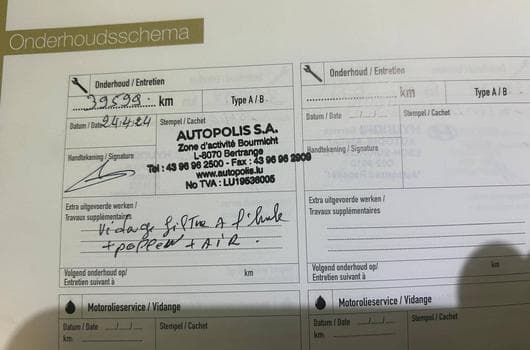 Onderhoudsschema
Onderhoud / Entretien
39598 km
Type A / B
Datum / Date 24.4.24
Stempel / Cachet
AUTOPOLIS S.A.
Zone d'activité Bourmicht
L-8070 Bertrange
Tel : 43 96 96 2500 - Fax : 43 96 96 2909
www.autopolis.lu
No TVA : LU19536005
Handtekening / Signature
Extra uitgevoerde werken /
Travaux supplémentaires
Vidange filtre A l'huile
+ pollen + AIR.
Volgend onderhoud op/
Entretien suivant à
km
Motorolieservice / Vidange
Datum / Date
Stempel / Cachet
km:
Onderhoud / Entretien
km
Type A / B
Datum / Date
Stempel / Cachet
Handtekening / Signature
Extra uitgevoerde werken /
Travaux supplémentaires
Volgend onderhoud op/
Entretien suivant à
km
Motorolieservice / Vidange
Datum / Date
Stempel / Cachet
km: